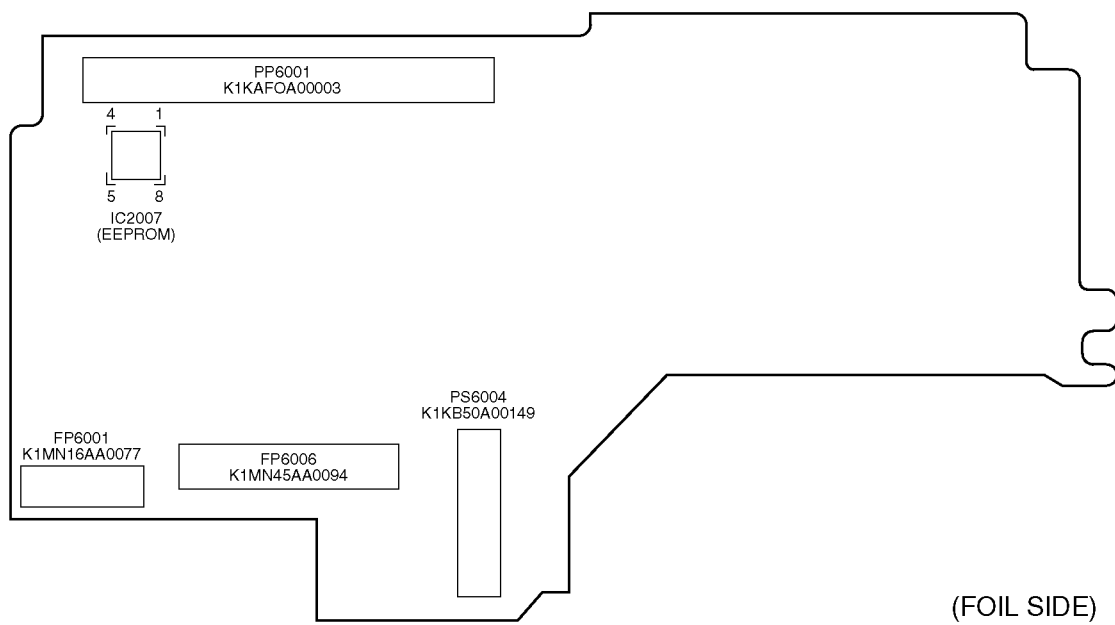 PP6001
K1KAFOA00003
4 1
5 8
IC2007
(EEPROM)
PS6004
K1KB50A00149
FP6001
K1MN16AA0077
FP6006
K1MN45AA0094
(FOIL SIDE)